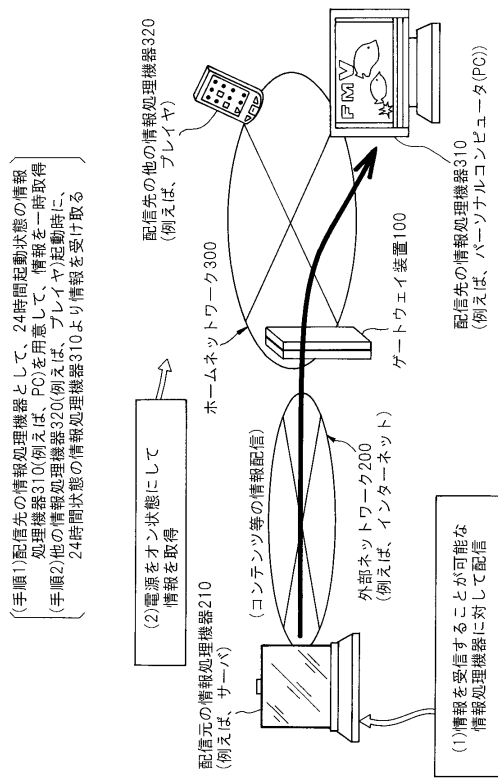 (手順1)配信先の情報処理機器として、24時間起動状態の情報
処理機器310(例えば、PC)を用意して、情報を一時取得
(手順2)他の情報処理機器320(例えば、プレイヤ)起動時に、
24時間状態の情報処理機器310より情報を受け取る
(2)電源をオン状態にして
情報を取得
配信元の情報処理機器210
(例えば、サーバ)
(コンテンツ等の情報配信)
外部ネットワーク200
(例えば、インターネット)
(1)情報を受信することが可能な
情報処理機器に対して配信
ホームネットワーク300
ゲートウェイ装置100
配信先の他の情報処理機器320
(例えば、プレイヤ)
FMV
配信先の情報処理機器310
(例えば、パーソナルコンピュータ(PC))